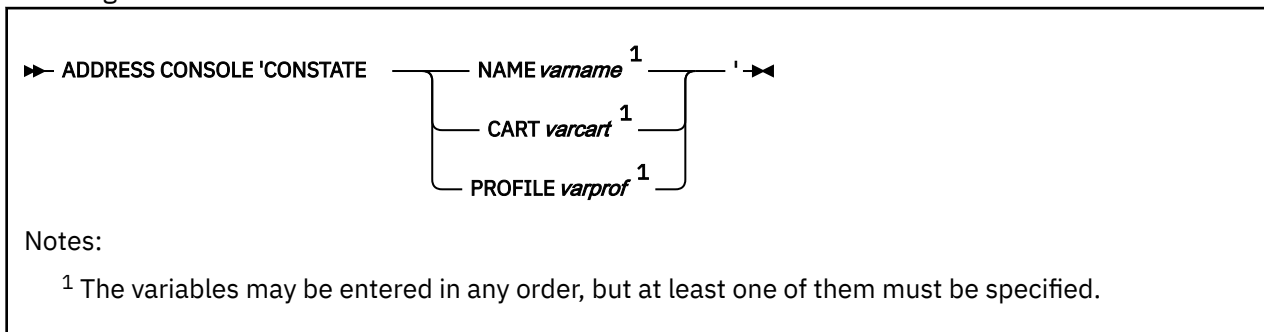 ADDRESS CONSOLE 'CONSTATE NAME varname 1 '
CART varcart 1
PROFILE varprof 1
Notes:
1 The variables may be entered in any order, but at least one of them must be specified.